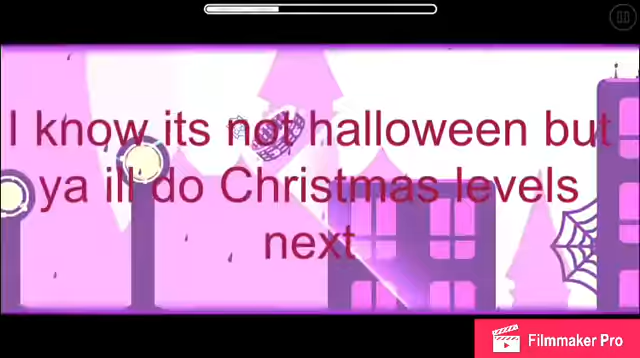 I know its not halloween but
ya ill do Christmas levels
next
Filmmaker Pro